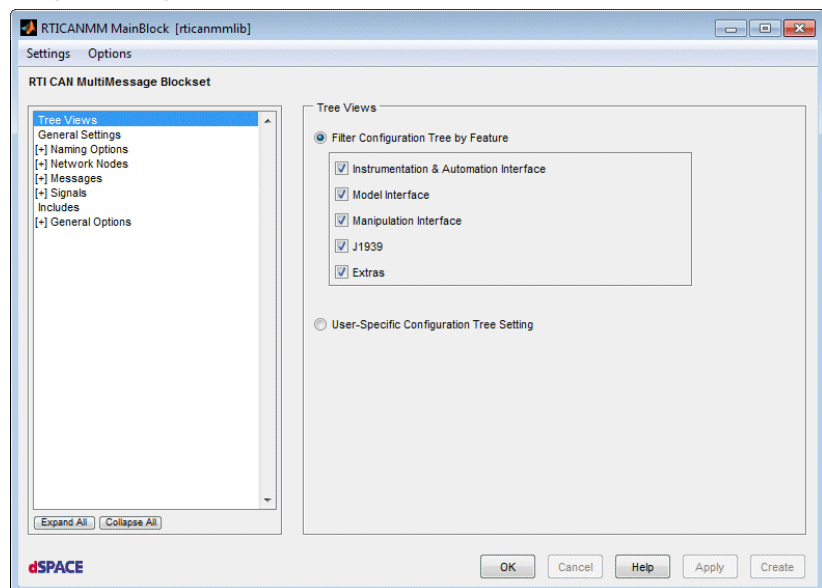 RTICANMM MainBlock [rticanmmlib]
Settings Options
RTI CAN MultiMessage Blockset
Tree Views
General Settings
[+] Naming Options
[+] Network Nodes
[+] Messages
[+] Signals
Includes
[+] General Options
Expand All Collapse All
Tree Views
Filter Configuration Tree by Feature
Instrumentation & Automation Interface
Model Interface
Manipulation Interface
J1939
Extras
User-Specific Configuration Tree Setting
dSPACE
OK Cancel Help Apply Create